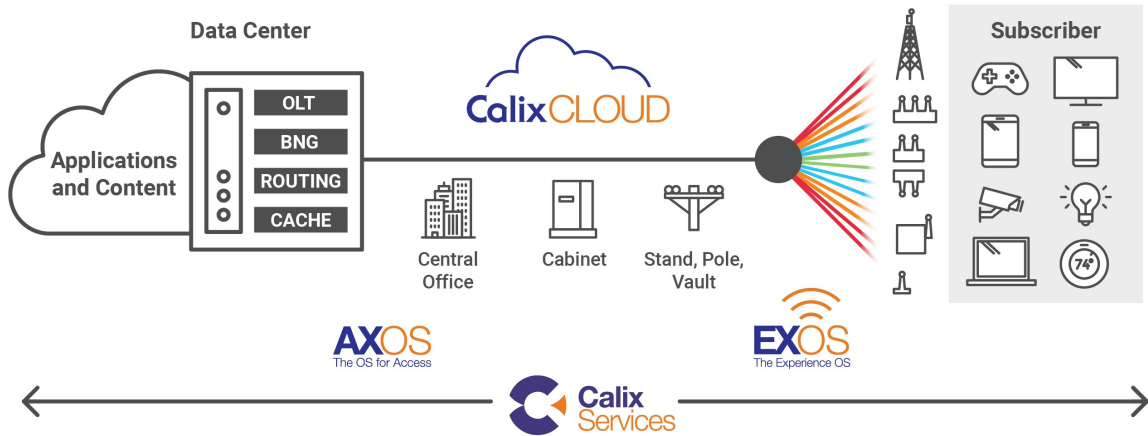 Data Center
Subscriber
OLT
BNG
ROUTING
CACHE
Applications
and Content
CalixCLOUD
Central
Office
Cabinet
Stand, Pole,
Vault
74°
AXOS
The OS for Access
EXOS
The Experience OS
Calix
Services